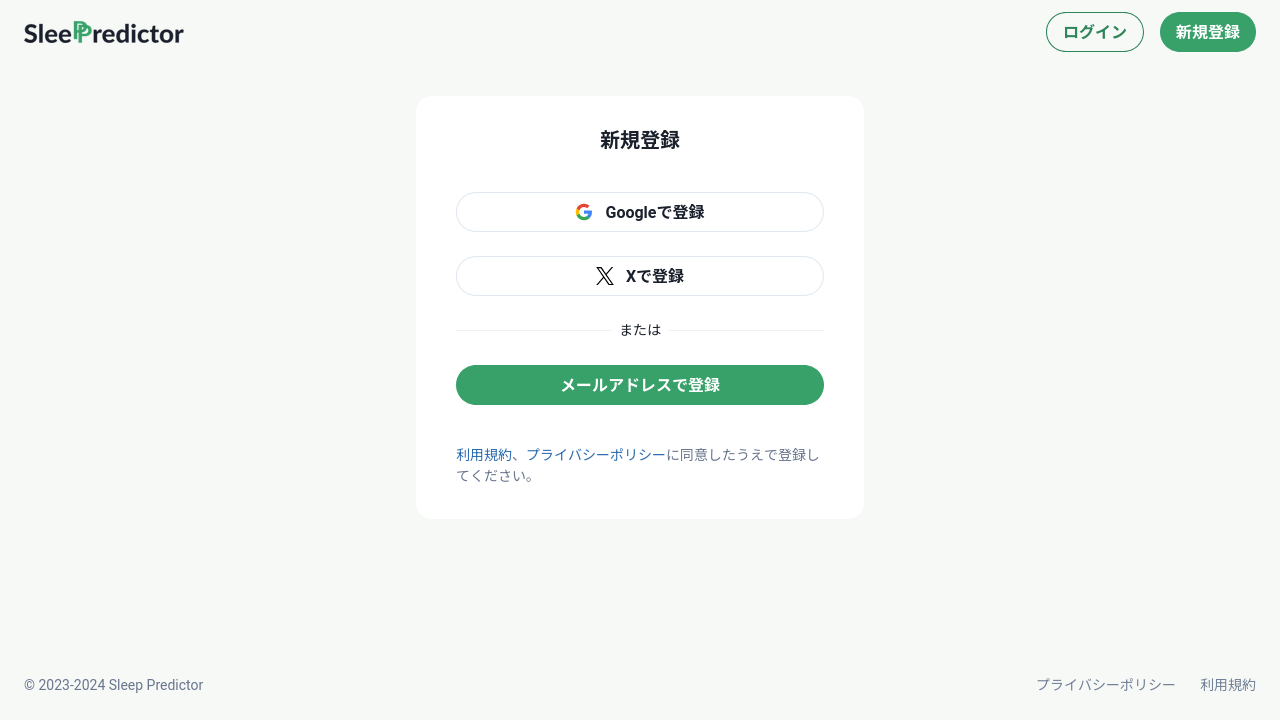 SleePredictor
ログイン
新規登録
新規登録
Googleで登録
Xで登録
または
メールアドレスで登録
利用規約、プライバシーポリシーに同意したうえで登録し
てください。
© 2023-2024 Sleep Predictor
プライバシーポリシー
利用規約